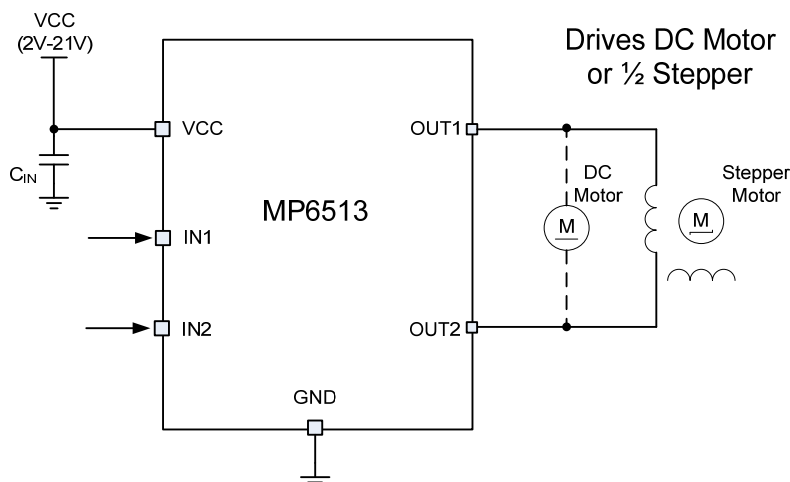 VCC
(2V-21V)
Drives DC Motor
or ½ Stepper
VCC
OUT1
CIN
DC
Motor
Stepper
Motor
MP6513
M
M
IN1
IN2
OUT2
GND